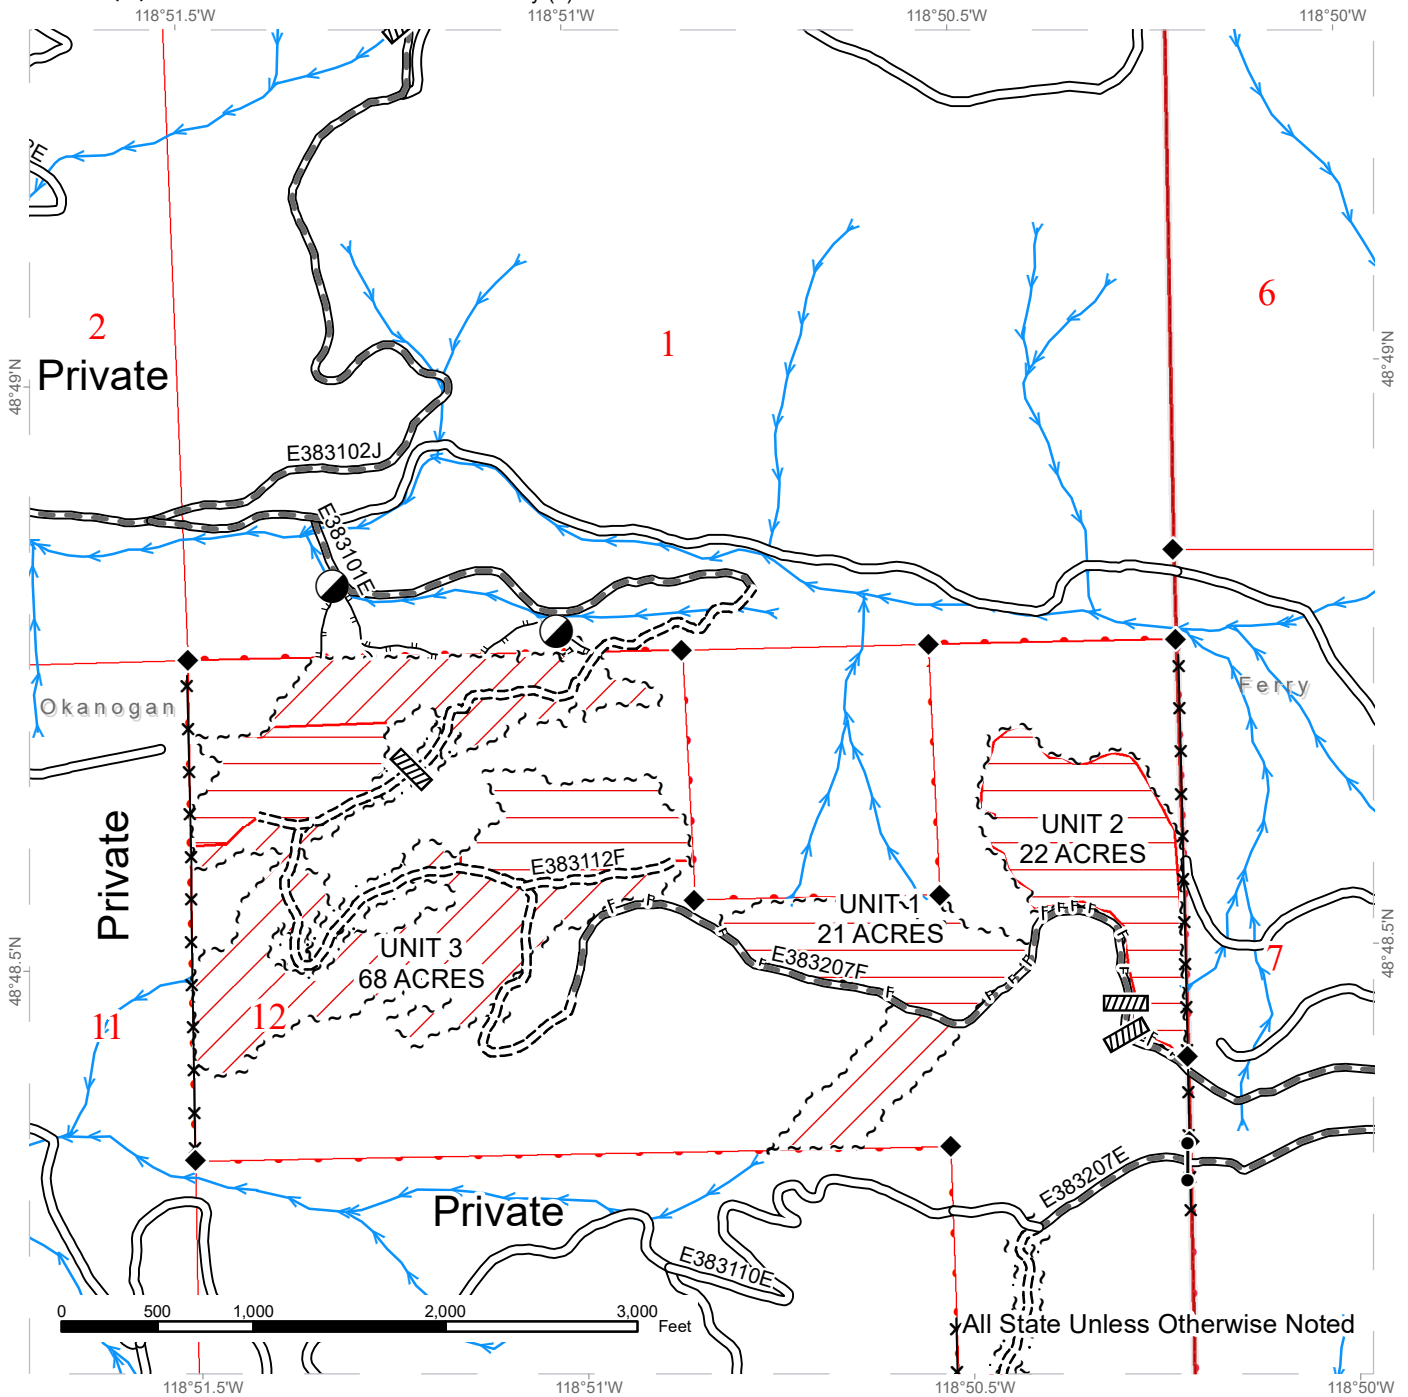 118°51.5'W
118°51'W
118°50.5'W
118°50'W
48°49'N
48°49'N
48°48.5'N
48°48.5'N
2
1
6
Private
E383102J
E383101E
Okanogan
Ferry
Private
UNIT 2
22 ACRES
E383112F
UNIT 1
21 ACRES
UNIT 3
68 ACRES
E383207F
F
F
F
F
F
F
F
F
F
F
F
F
F
F
7
11
12
E383207E
Private
E383110E
0
500
1,000
2,000
3,000
Feet
All State Unless Otherwise Noted
118°51.5'W
118°51'W
118°50.5'W
118°50'W